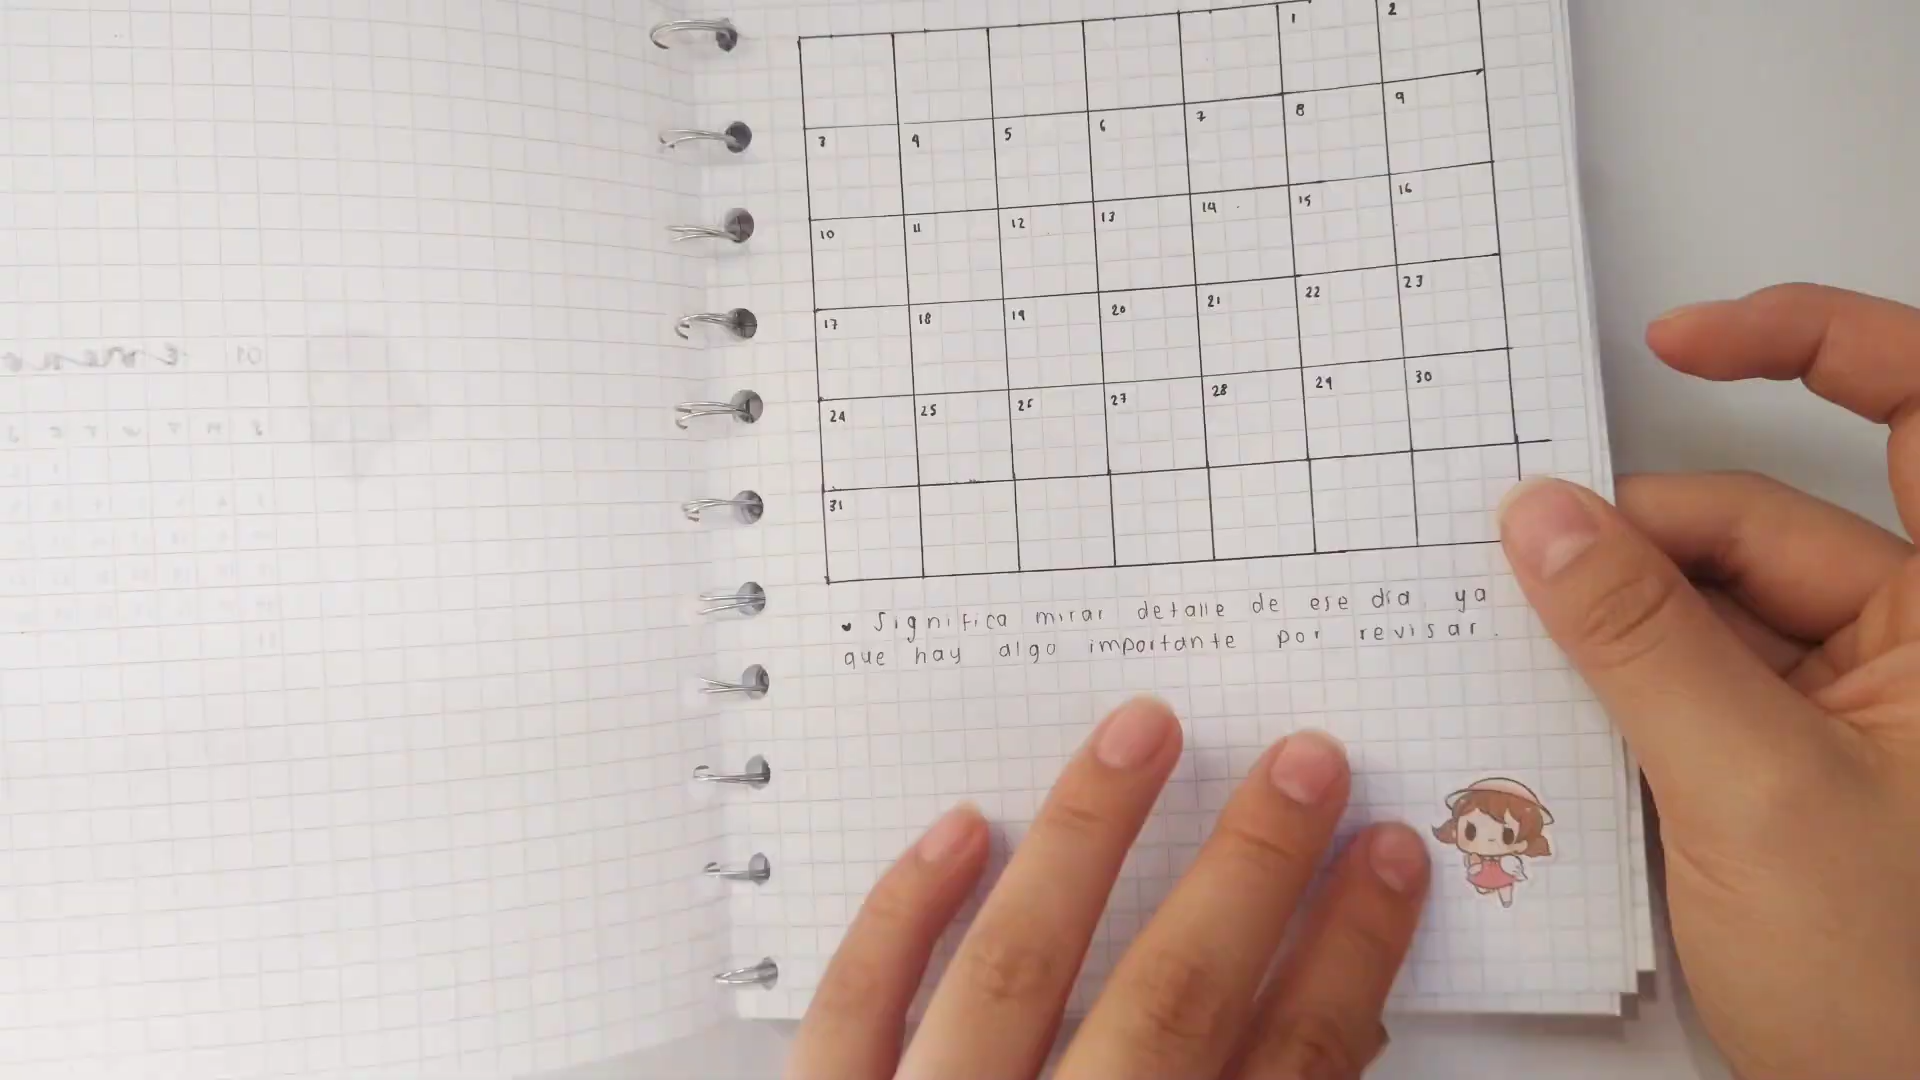 1 2
3 4 5 6 7 8 9
10 11 12 13 14 15 16
17 18 19 20 21 22 23
24 25 26 27 28 29 30
31
♥ Significa mirar detalle de ese día ya
que hay algo importante por revisar.